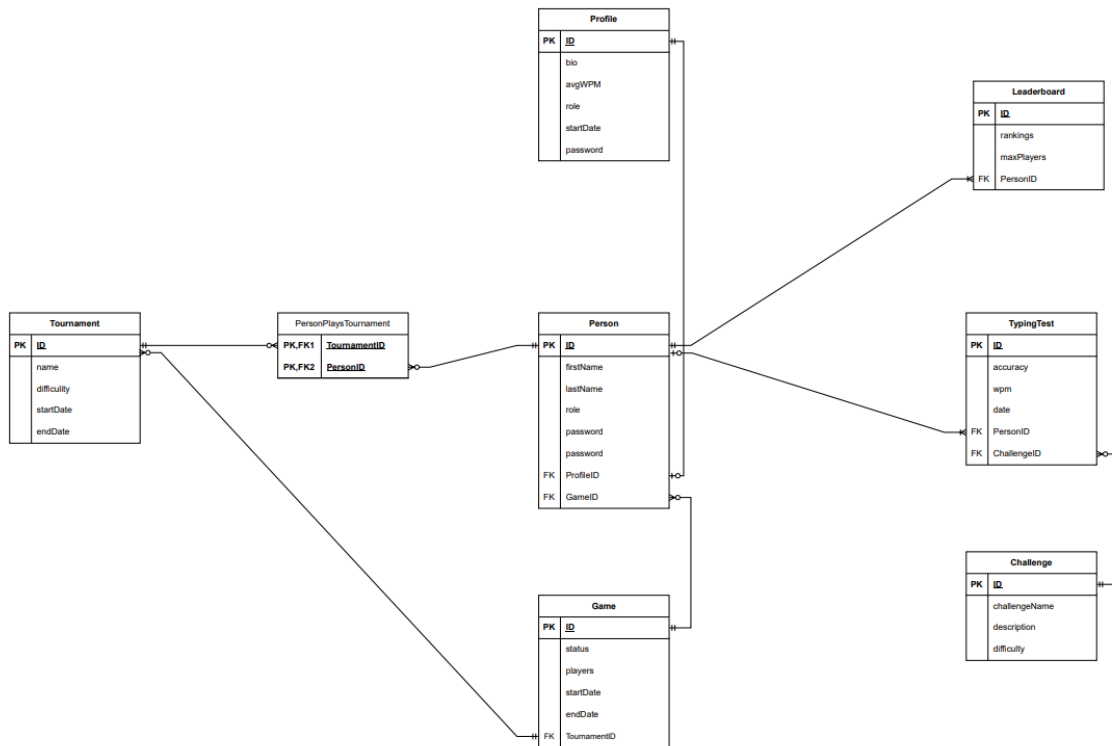 Profile
PK ID
bio
avgWPM
role
startDate
password
Leaderboard
PK ID
rankings
maxPlayers
FK PersonID
Tournament
PK ID
name
difficulity
startDate
endDate
PersonPlaysTournament
PK,FK1 TournamentID
PK,FK2 PersonID
Person
PK ID
firstName
lastName
role
password
password
FK ProfileID
FK GameID
TypingTest
PK ID
accuracy
wpm
date
FK PersonID
FK ChallengeID
Challenge
PK ID
challengeName
description
difficulty
Game
PK ID
status
players
startDate
endDate
FK TournamentID